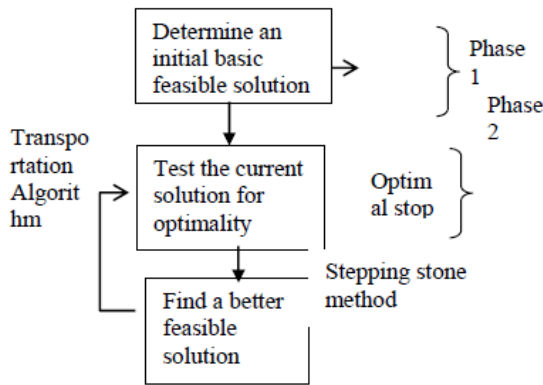 Determine an
initial basic
feasible solution
Phase
1
Phase
2
Transpo
rtation
Algorit
hm
Test the current
solution for
optimality
Optim
al stop
Stepping stone
method
Find a better
feasible
solution